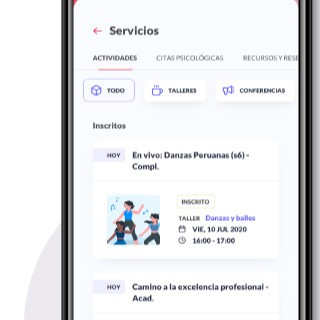 Servicios
ACTIVIDADES CITAS PSICOLÓGICAS RECURSOS Y RESE
TODO TALLERES CONFERENCIAS
Inscritos
HOY En vivo: Danzas Peruanas (s6) -
Compl.
INSCRITO
TALLER Danzas y bailes
VIE, 10 JUL 2020
16:00 - 17:00
HOY Camino a la excelencia profesional -
Acad.